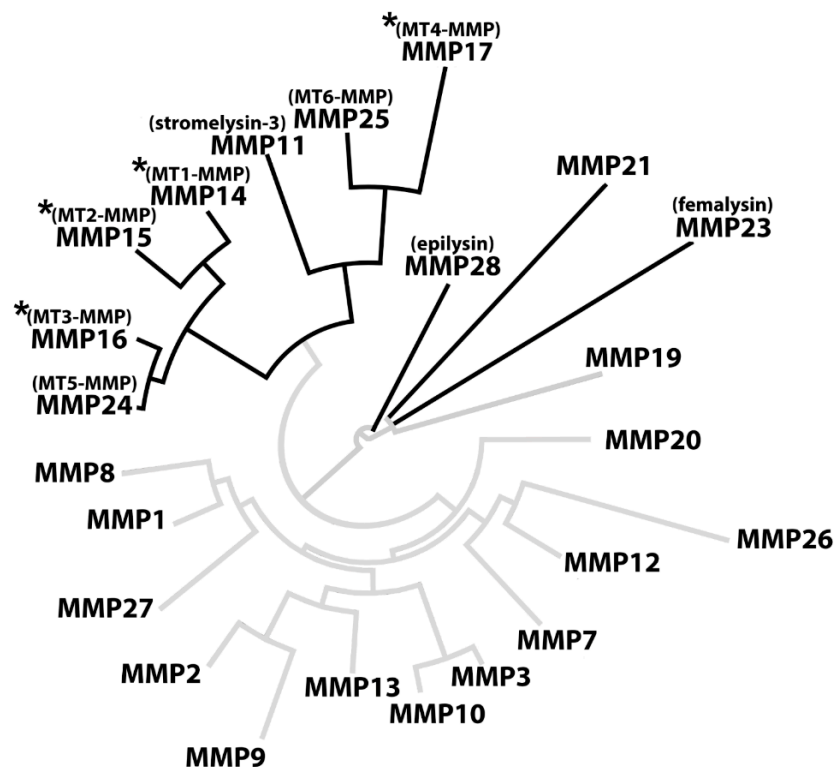 *(MT4-MMP)
MMP17
(MT6-MMP)
MMP25
(stromelysin-3)
MMP11
*(MT1-MMP)
MMP14
*(MT2-MMP)
MMP15
*(MT3-MMP)
MMP16
(MT5-MMP)
MMP24
MMP21
(femalysin)
MMP23
(epilysin)
MMP28
MMP19
MMP20
MMP8
MMP1
MMP26
MMP12
MMP27
MMP7
MMP2
MMP13
MMP3
MMP10
MMP9